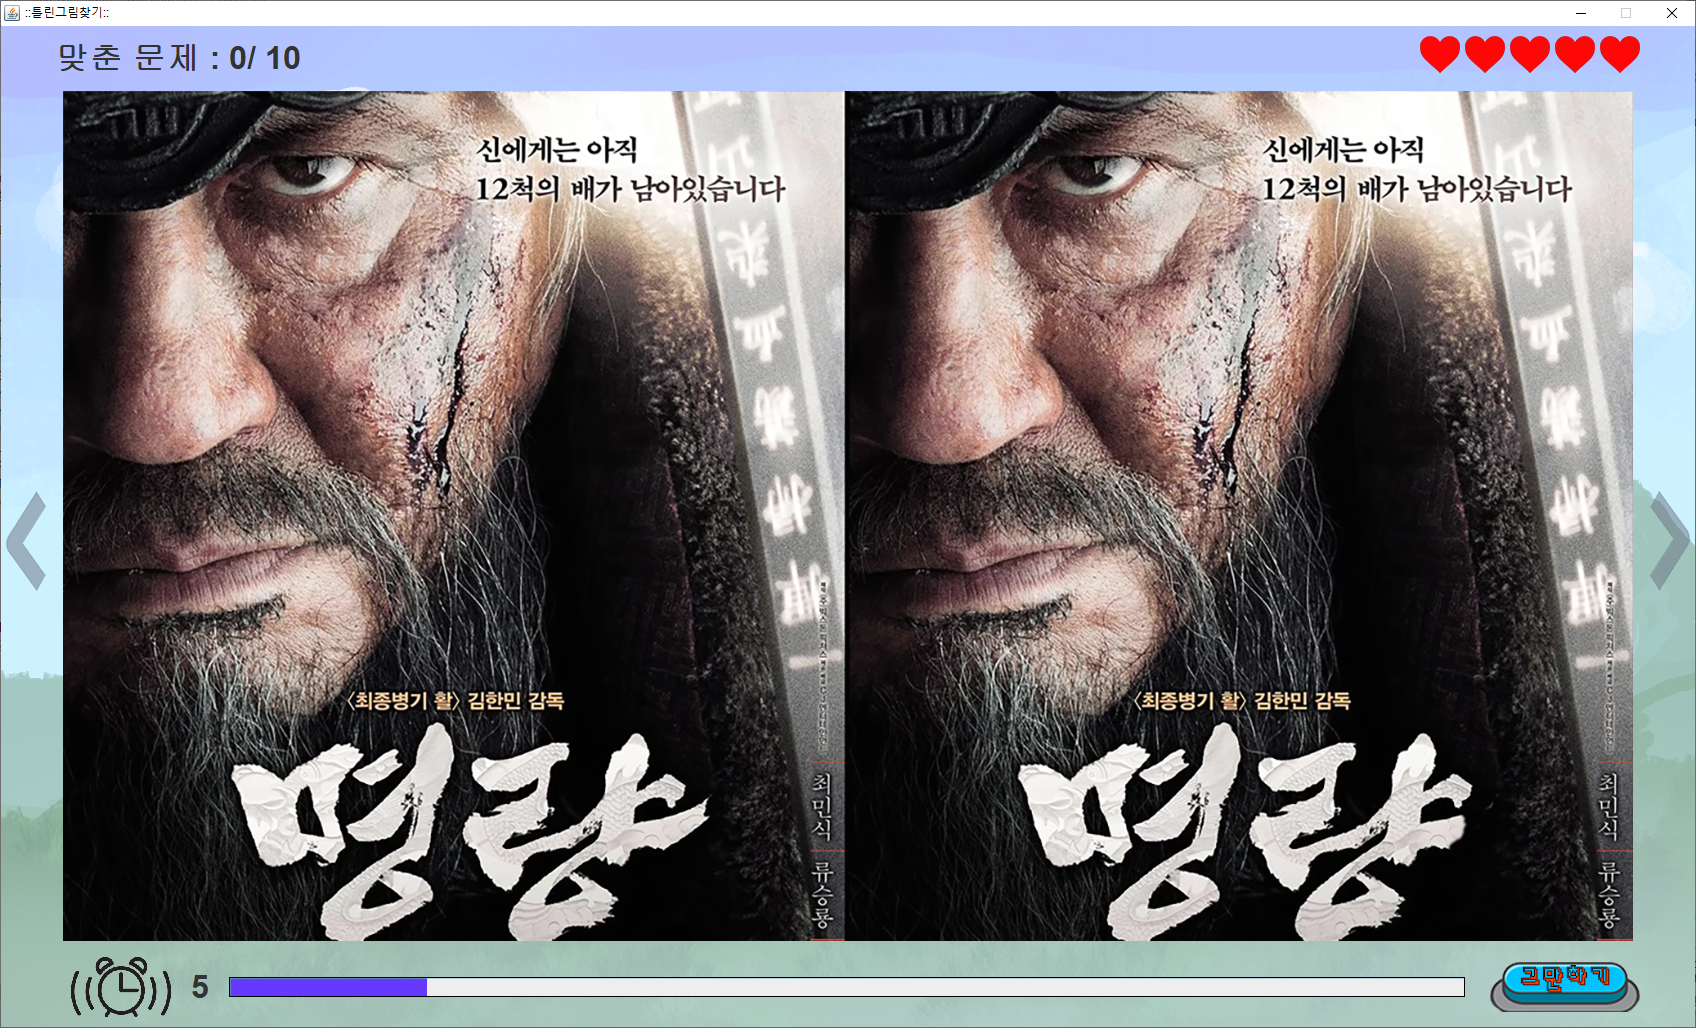 ::틀린그림찾기::
맞춘 문제 : 0/ 10
신에게는 아직
12척의 배가 남아있습니다
〈최종병기 활〉 김한민 감독
명량
최민식
류승룡
신에게는 아직
12척의 배가 남아있습니다
〈최종병기 활〉 김한민 감독
명량
최민식
류승룡
5
그만하기